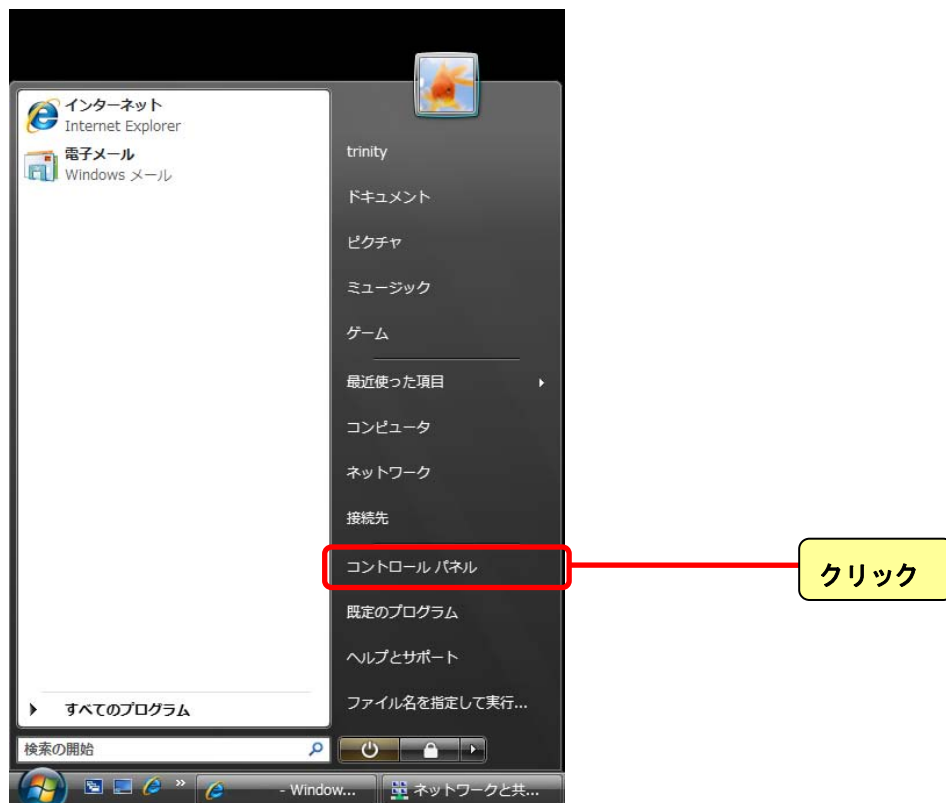 インターネット
Internet Explorer
電子メール
Windows メール
すべてのプログラム
検索の開始
trinity
ドキュメント
ピクチャ
ミュージック
ゲーム
最近使った項目
コンピュータ
ネットワーク
接続先
コントロール パネル
既定のプログラム
ヘルプとサポート
ファイル名を指定して実行...
クリック
- Window...
ネットワークと共...